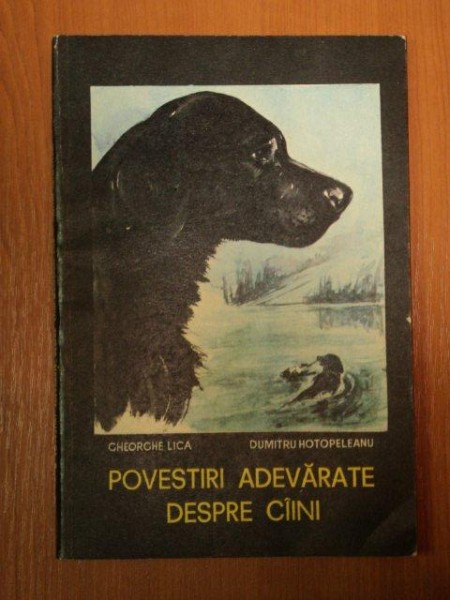 GHEORGHE LICA DUMITRU HOTOPELEANU
POVESTIRI ADEVĂRATE
DESPRE CÎINI